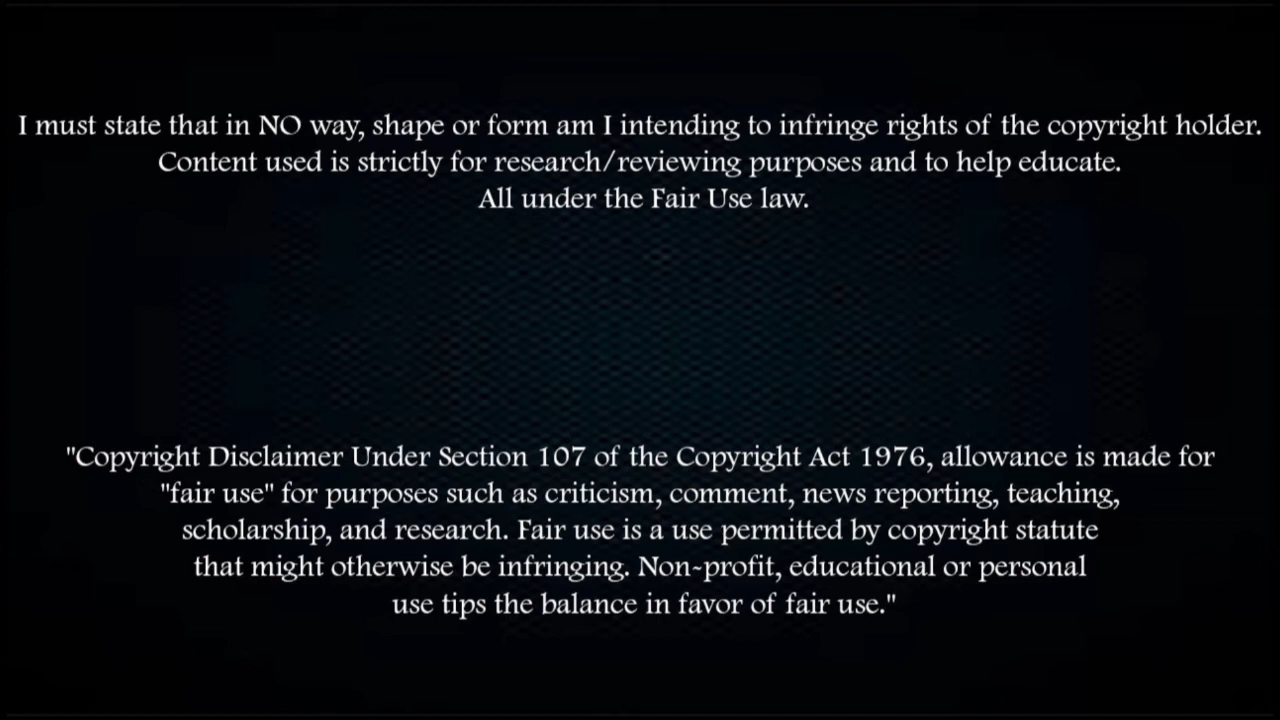 I must state that in NO way, shape or form am I intending to infringe rights of the copyright holder.
Content used is strictly for research/reviewing purposes and to help educate.
All under the Fair Use law.
"Copyright Disclaimer Under Section 107 of the Copyright Act 1976, allowance is made for
"fair use" for purposes such as criticism, comment, news reporting, teaching,
scholarship, and research. Fair use is a use permitted by copyright statute
that might otherwise be infringing. Non-profit, educational or personal
use tips the balance in favor of fair use."